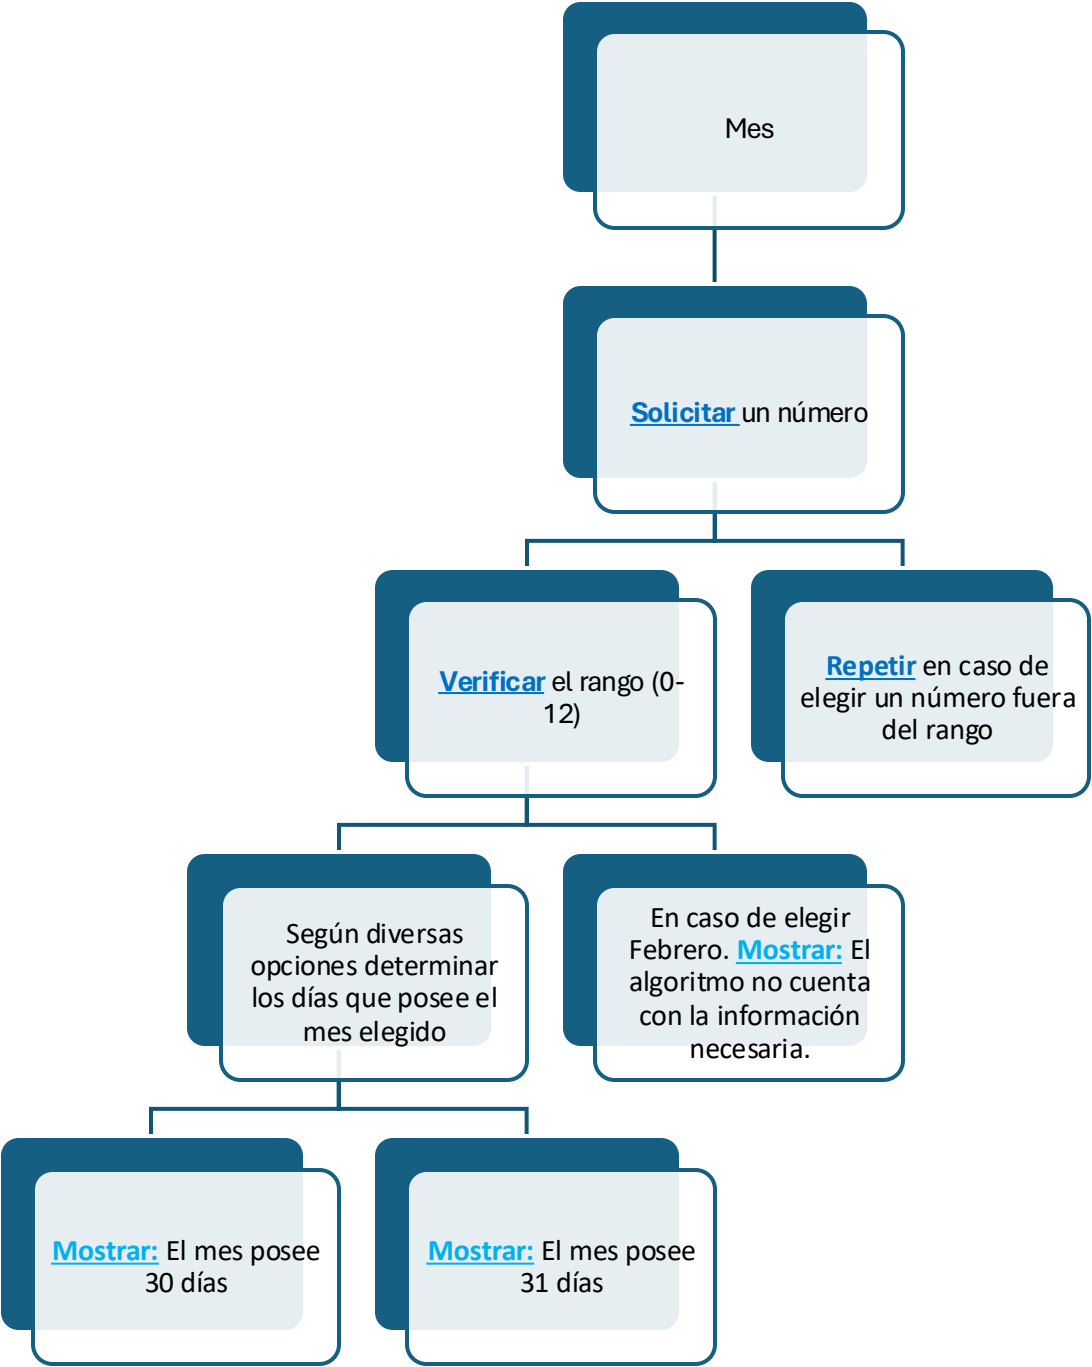 Mes
Solicitar un número
Verificar el rango (0-
12)
Repetir en caso de
elegir un número fuera
del rango
Según diversas
opciones determinar
los días que posee el
mes elegido
En caso de elegir
Febrero. Mostrar: El
algoritmo no cuenta
con la información
necesaria.
Mostrar: El mes posee
30 días
Mostrar: El mes posee
31 días